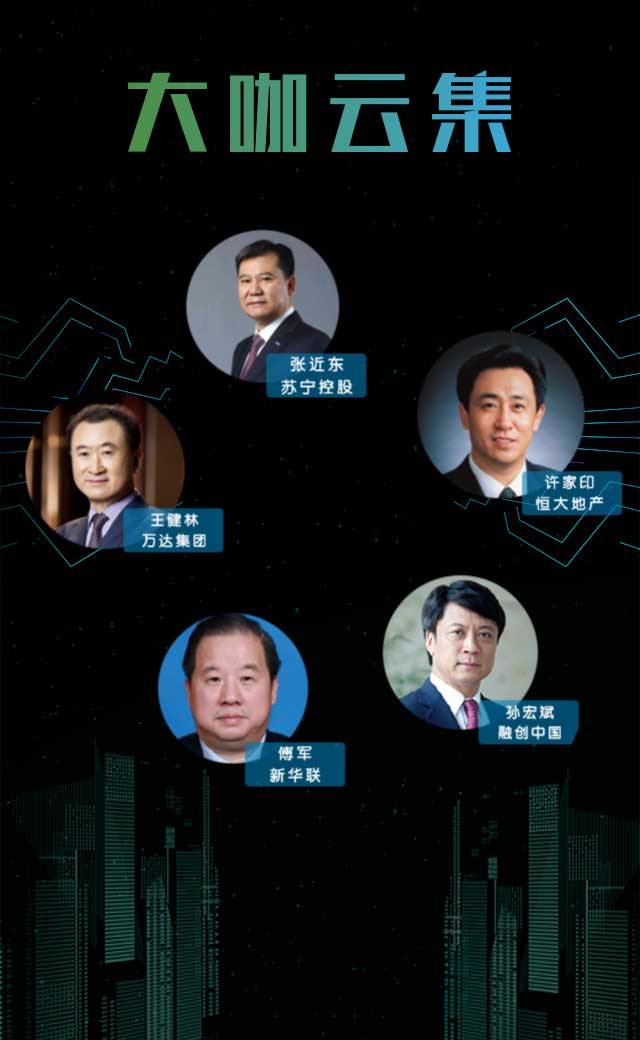 大咖云集
张近东
苏宁控股
许家印
恒大地产
王健林
万达集团
孙宏斌
融创中国
傅军
新华联